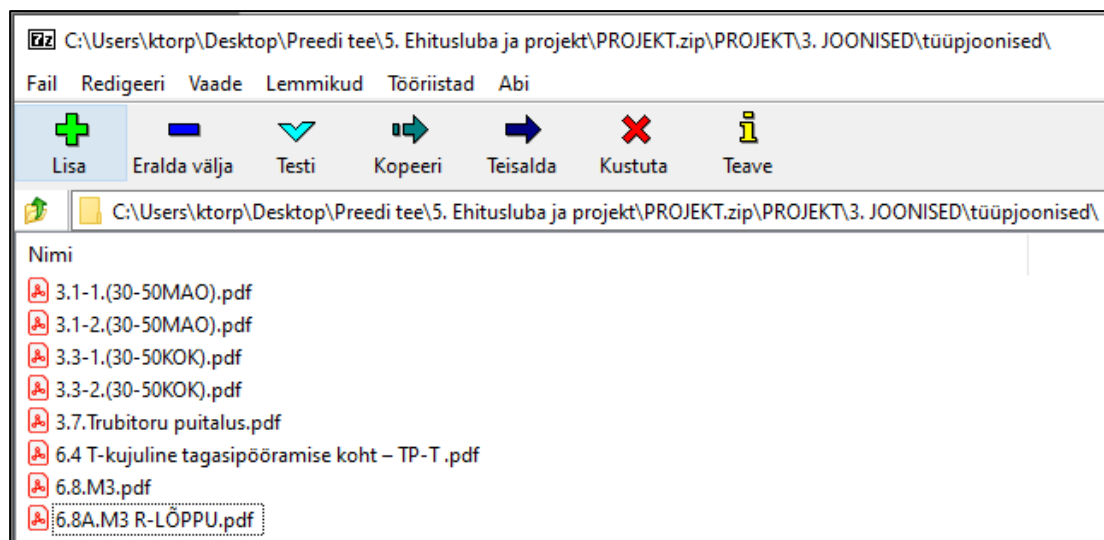 C:\Users\ktorp\Desktop\Preedi tee\5. Ehitusluba ja projekt\PROJEKT.zip\PROJEKT\3. JOONISED\tüüpjoonised\
Fail Redigeeri Vaade Lemmikud Tööriistad Abi
Lisa Eralda välja Testi Kopeeri Teisalda Kustuta Teave
C:\Users\ktorp\Desktop\Preedi tee\5. Ehitusluba ja projekt\PROJEKT.zip\PROJEKT\3. JOONISED\tüüpjoonised\
Nimi
3.1-1.(30-50MAO).pdf
3.1-2.(30-50MAO).pdf
3.3-1.(30-50KOK).pdf
3.3-2.(30-50KOK).pdf
3.7.Trubitoru puitalus.pdf
6.4 T-kujuline tagasipööramise koht – TP-T .pdf
6.8.M3.pdf
6.8A.M3 R-LÕPPU.pdf